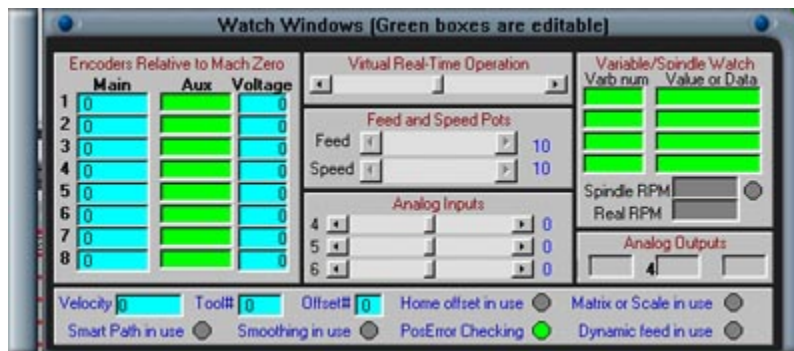 Watch Windows (Green boxes are editable)
Encoders Relative to Mach Zero
Main Aux Voltage
1 0 0
2 0 0
3 0 0
4 0 0
5 0 0
6 0 0
7 0 0
8 0 0
Virtual Real-Time Operation
Feed and Speed Pots
Feed 10
Speed 10
Analog Inputs
4 0
5 0
6 0
Variable/Spindle Watch
Varb num Value or Data
Spindle RPM
Real RPM
Analog Outputs
4
Velocity 0 Tool# 0 Offset# 0 Home offset in use Matrix or Scale in use
Smart Path in use Smoothing in use PosError Checking Dynamic feed in use